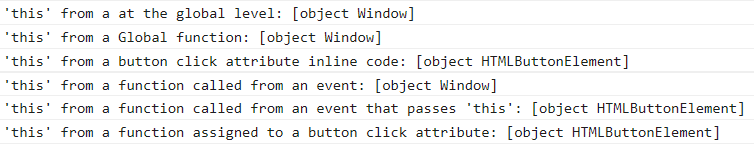 'this' from a at the global level: [object Window]
'this' from a Global function: [object Window]
'this' from a button click attribute inline code: [object HTMLButtonElement]
'this' from a function called from an event: [object Window]
'this' from a function called from an event that passes 'this': [object HTMLButtonElement]
'this' from a function assigned to a button click attribute: [object HTMLButtonElement]